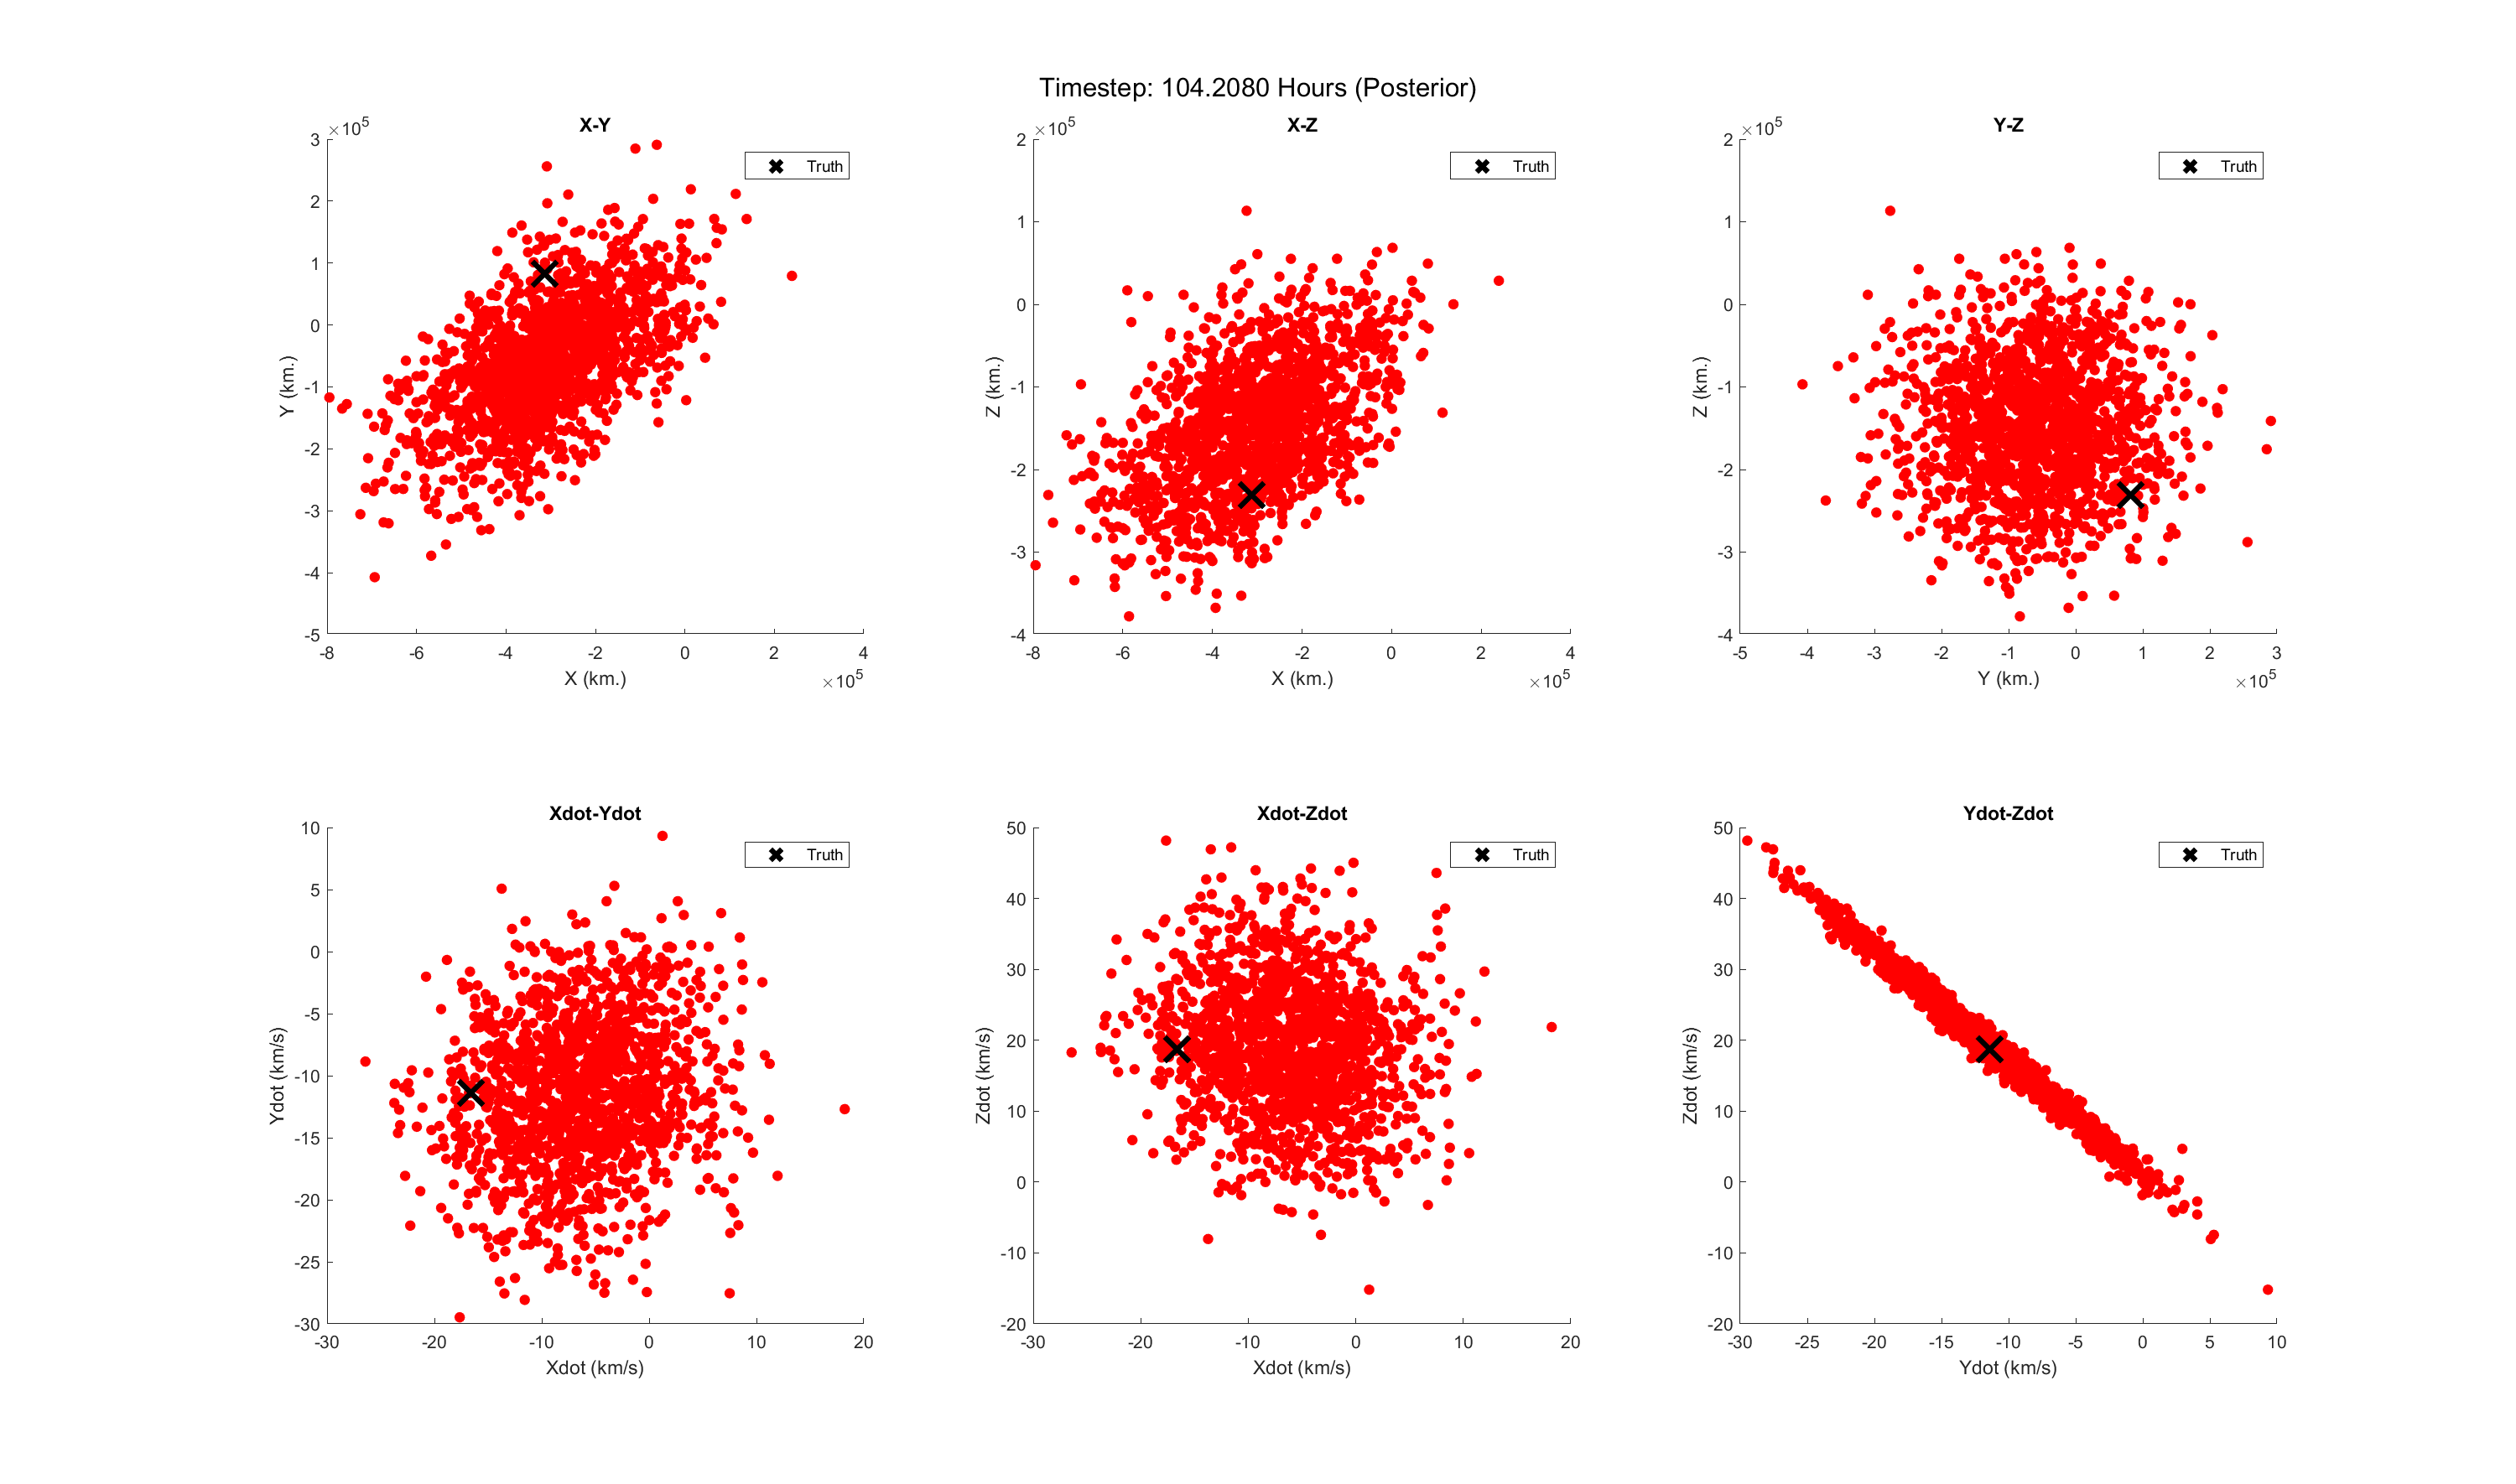 Timestep: 104.2080 Hours (Posterior)
X-Y
×10^5
Truth
3
2
1
0
-1
-2
-3
-4
-5
Y (km.)
-8 -6 -4 -2 0 2 4
X (km.)
×10^5
X-Z
×10^5
Truth
2
1
0
-1
-2
-3
-4
Z (km.)
-8 -6 -4 -2 0 2 4
X (km.)
×10^5
Y-Z
×10^5
Truth
2
1
0
-1
-2
-3
-4
Z (km.)
-5 -4 -3 -2 -1 0 1 2 3
Y (km.)
×10^5
Xdot-Ydot
Truth
10
5
0
-5
-10
-15
-20
-25
-30
Ydot (km/s)
-30 -20 -10 0 10 20
Xdot (km/s)
Xdot-Zdot
Truth
50
40
30
20
10
0
-10
-20
Zdot (km/s)
-30 -20 -10 0 10 20
Xdot (km/s)
Ydot-Zdot
Truth
50
40
30
20
10
0
-10
-20
Zdot (km/s)
-30 -25 -20 -15 -10 -5 0 5 10
Ydot (km/s)